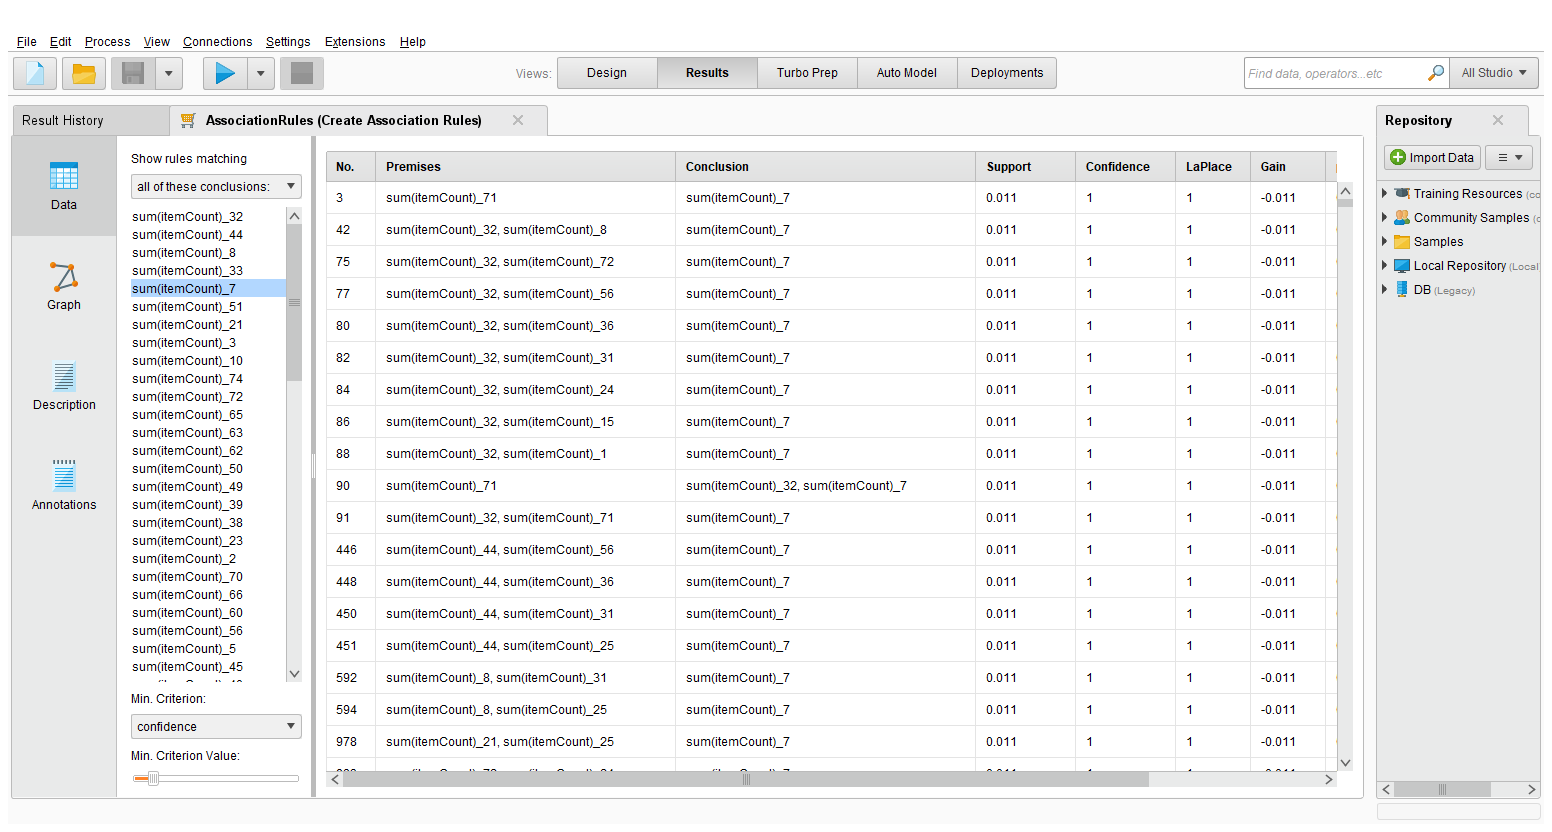 File Edit Process View Connections Settings Extensions Help
Views: Design Results Turbo Prep Auto Model Deployments Find data, operators...etc All Studio
Result History AssociationRules (Create Association Rules) Repository
Show rules matching
all of these conclusions:
sum(itemCount)_32
sum(itemCount)_44
sum(itemCount)_8
sum(itemCount)_33
sum(itemCount)_7
sum(itemCount)_51
sum(itemCount)_21
sum(itemCount)_3
sum(itemCount)_10
sum(itemCount)_74
sum(itemCount)_72
sum(itemCount)_65
sum(itemCount)_63
sum(itemCount)_62
sum(itemCount)_50
sum(itemCount)_49
sum(itemCount)_39
sum(itemCount)_38
sum(itemCount)_23
sum(itemCount)_2
sum(itemCount)_70
sum(itemCount)_66
sum(itemCount)_60
sum(itemCount)_56
sum(itemCount)_5
sum(itemCount)_45
Min. Criterion:
confidence
Min. Criterion Value:
Data
Graph
Description
Annotations
No. Premises Conclusion Support Confidence LaPlace Gain
3 sum(itemCount)_71 sum(itemCount)_7 0.011 1 1 -0.011
42 sum(itemCount)_32, sum(itemCount)_8 sum(itemCount)_7 0.011 1 1 -0.011
75 sum(itemCount)_32, sum(itemCount)_72 sum(itemCount)_7 0.011 1 1 -0.011
77 sum(itemCount)_32, sum(itemCount)_56 sum(itemCount)_7 0.011 1 1 -0.011
80 sum(itemCount)_32, sum(itemCount)_36 sum(itemCount)_7 0.011 1 1 -0.011
82 sum(itemCount)_32, sum(itemCount)_31 sum(itemCount)_7 0.011 1 1 -0.011
84 sum(itemCount)_32, sum(itemCount)_24 sum(itemCount)_7 0.011 1 1 -0.011
86 sum(itemCount)_32, sum(itemCount)_15 sum(itemCount)_7 0.011 1 1 -0.011
88 sum(itemCount)_32, sum(itemCount)_1 sum(itemCount)_7 0.011 1 1 -0.011
90 sum(itemCount)_71 sum(itemCount)_32, sum(itemCount)_7 0.011 1 1 -0.011
91 sum(itemCount)_32, sum(itemCount)_71 sum(itemCount)_7 0.011 1 1 -0.011
446 sum(itemCount)_44, sum(itemCount)_56 sum(itemCount)_7 0.011 1 1 -0.011
448 sum(itemCount)_44, sum(itemCount)_36 sum(itemCount)_7 0.011 1 1 -0.011
450 sum(itemCount)_44, sum(itemCount)_31 sum(itemCount)_7 0.011 1 1 -0.011
451 sum(itemCount)_44, sum(itemCount)_25 sum(itemCount)_7 0.011 1 1 -0.011
592 sum(itemCount)_8, sum(itemCount)_31 sum(itemCount)_7 0.011 1 1 -0.011
594 sum(itemCount)_8, sum(itemCount)_25 sum(itemCount)_7 0.011 1 1 -0.011
978 sum(itemCount)_21, sum(itemCount)_25 sum(itemCount)_7 0.011 1 1 -0.011
Import Data
Training Resources (co
Community Samples
Samples
Local Repository (Local
DB (Legacy)